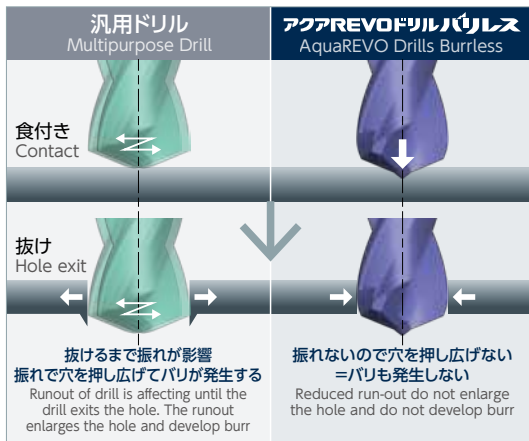 汎用ドリル
Multipurpose Drill
アクアREVOドリルバリレス
AquaREVO Drills Burrless
食付き
Contact
抜け
Hole exit
抜けるまで振れが影響
振れで穴を押し広げてバリが発生する
Runout of drill is affecting until the
drill exits the hole. The runout
enlarges the hole and develop burr
振れないので穴を押し広げない
=バリも発生しない
Reduced run-out do not enlarge
the hole and do not develop burr